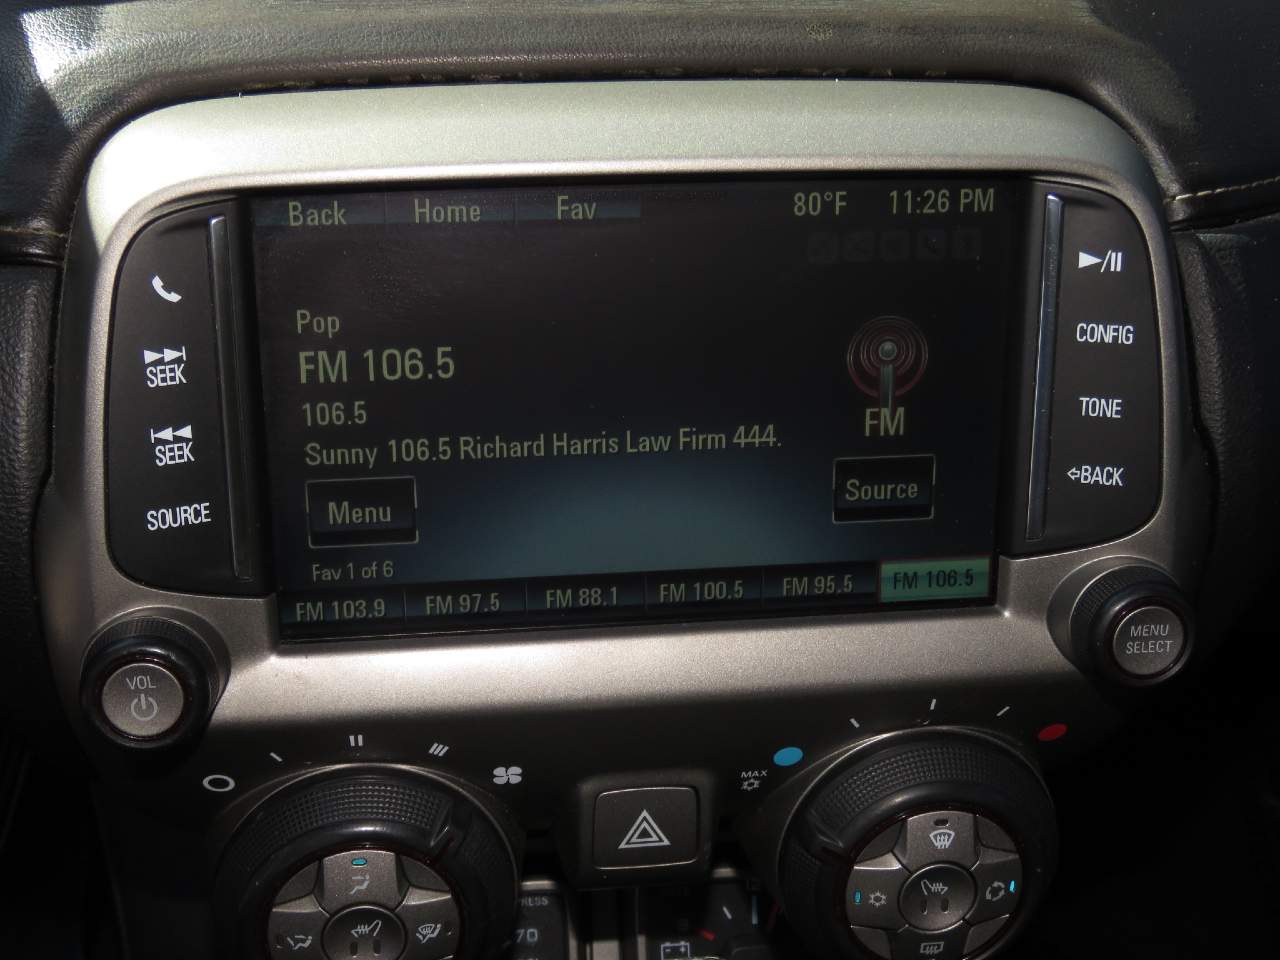 Back Home Fav 80°F 11:26 PM
Pop
FM 106.5
106.5
Sunny 106.5 Richard Harris Law Firm 444.
FM
Menu
Source
Fav 1 of 6
FM 103.9 FM 97.5 FM 88.1 FM 100.5 FM 95.5 FM 106.5
SEEK
SEEK
SOURCE
CONFIG
TONE
BACK
VOL
MENU
SELECT
MAX
70